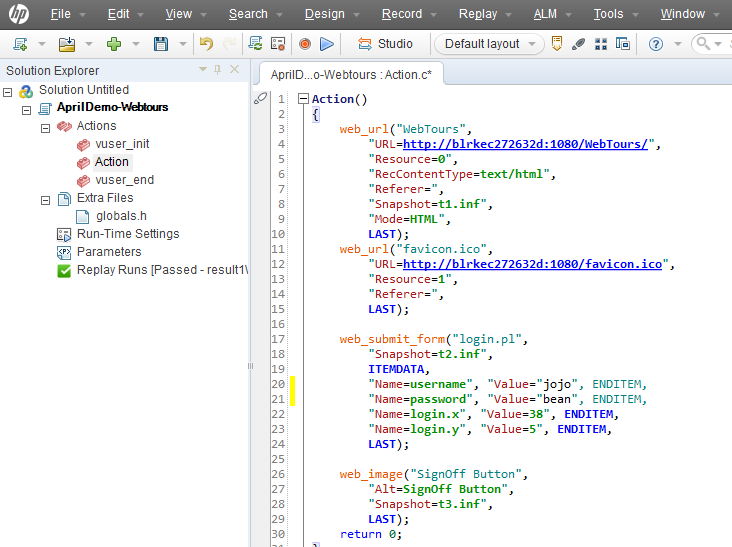 hp File Edit View Search Design Record Replay ALM Tools Window
Studio Default layout
Solution Explorer
Solution Untitled
AprilDemo-Webtours
Actions
vuser_init
Action
vuser_end
Extra Files
globals.h
Run-Time Settings
Parameters
Replay Runs [Passed - result1\
AprilD...o-Webtours : Action.c*
1 Action()
2 {
3 web_url("WebTours",
4 "URL=http://blrkec272632d:1080/WebTours/",
5 "Resource=0",
6 "RecContentType=text/html",
7 "Referer=",
8 "Snapshot=t1.inf",
9 "Mode=HTML",
10 LAST);
11 web_url("favicon.ico",
12 "URL=http://blrkec272632d:1080/favicon.ico",
13 "Resource=1",
14 "Referer=",
15 LAST);
16
17 web_submit_form("login.pl",
18 "Snapshot=t2.inf",
19 ITEMDATA,
20 "Name=username", "Value="jojo", ENDITEM,
21 "Name=password", "Value="bean", ENDITEM,
22 "Name=login.x", "Value=38", ENDITEM,
23 "Name=login.y", "Value=5", ENDITEM,
24 LAST);
25
26 web_image("SignOff Button",
27 "Alt=SignOff Button",
28 "Snapshot=t3.inf",
29 LAST);
30 return 0;